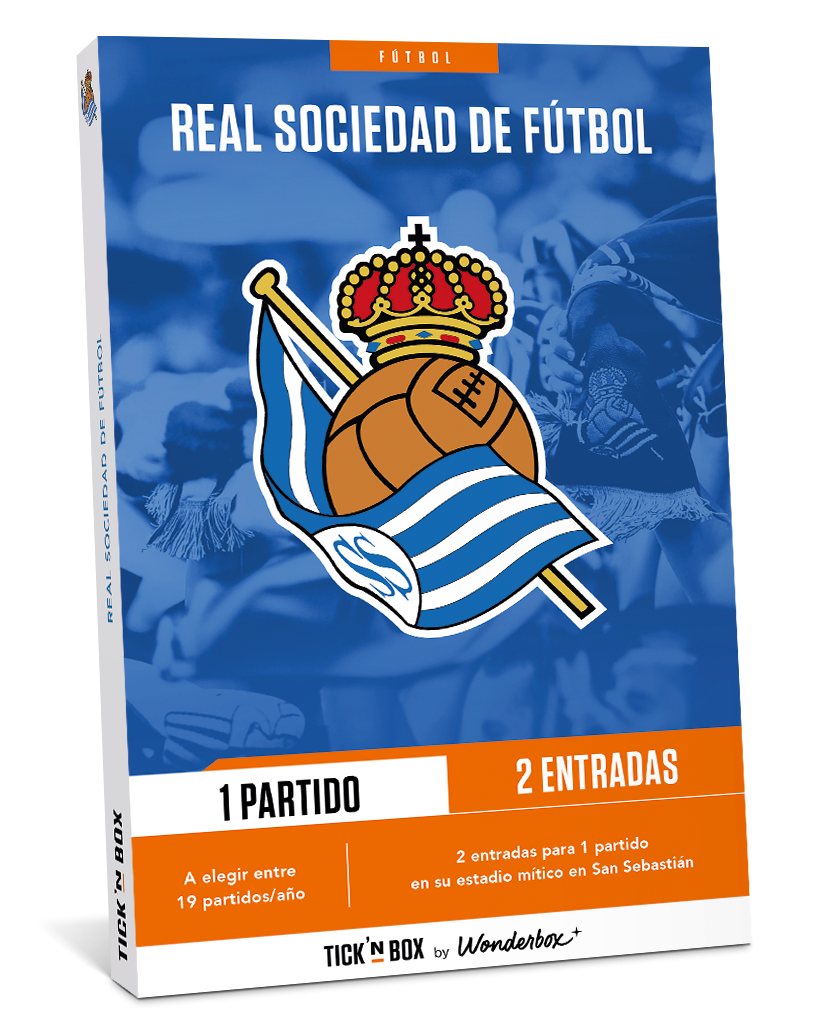 FÚTBOL
REAL SOCIEDAD DE FÚTBOL
SS
1 PARTIDO
2 ENTRADAS
A elegir entre
19 partidos/año
2 entradas para 1 partido
en su estadio mítico en San Sebastián
TICK'N BOX by Wonderbox
REAL SOCIEDAD DE FÚTBOL
TICK'N BOX